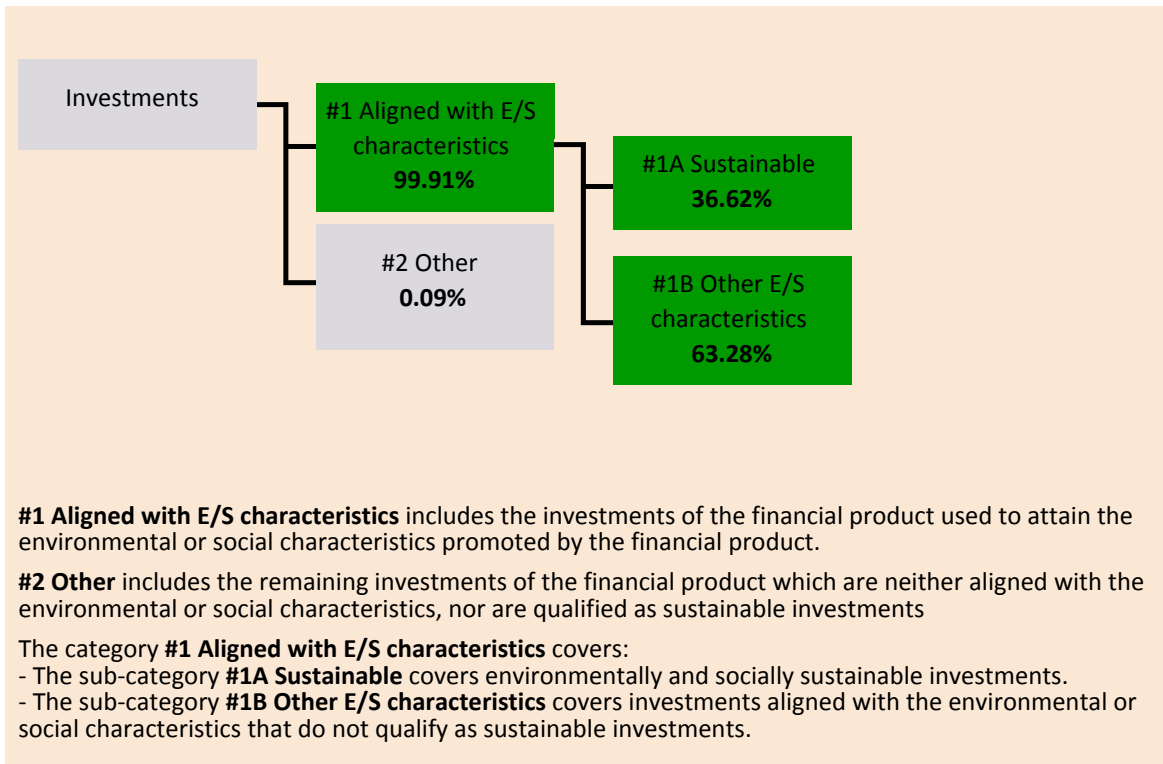 Investments
#1 Aligned with E/S
characteristics
99.91%
#2 Other
0.09%
#1A Sustainable
36.62%
#1B Other E/S
characteristics
63.28%
#1 Aligned with E/S characteristics includes the investments of the financial product used to attain the
environmental or social characteristics promoted by the financial product.
#2 Other includes the remaining investments of the financial product which are neither aligned with the
environmental or social characteristics, nor are qualified as sustainable investments
The category #1 Aligned with E/S characteristics covers:
- The sub-category #1A Sustainable covers environmentally and socially sustainable investments.
- The sub-category #1B Other E/S characteristics covers investments aligned with the environmental or
social characteristics that do not qualify as sustainable investments.